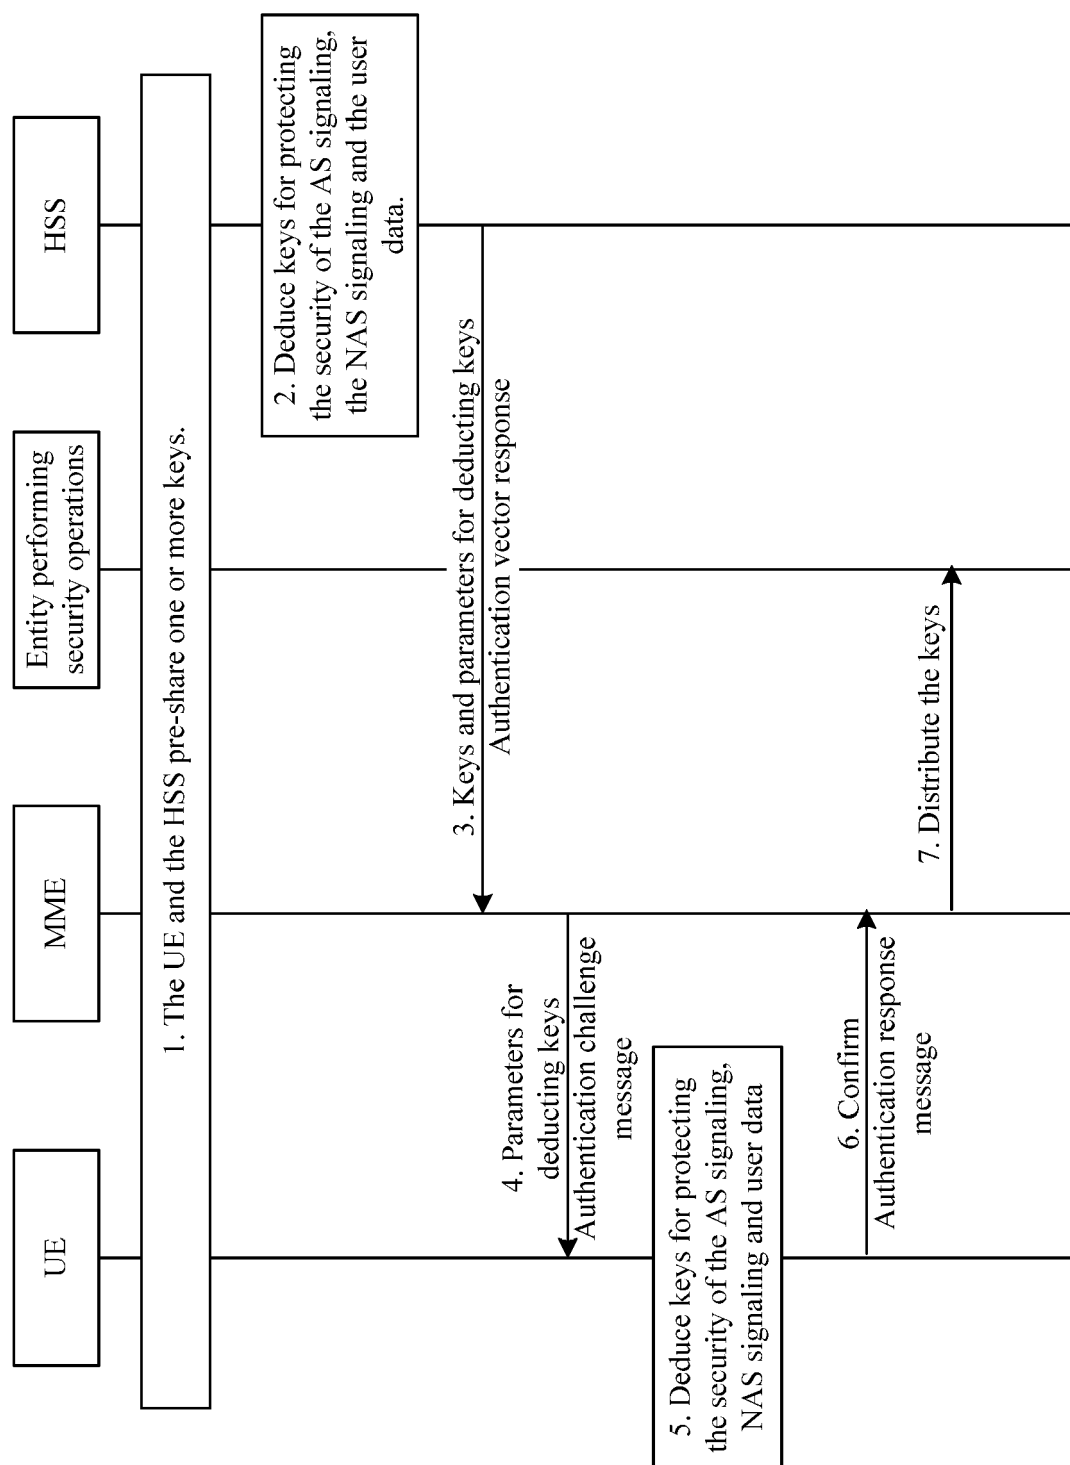 UE
MME
Entity performing
security operations
HSS
1. The UE and the HSS pre-share one or more keys.
2. Deduce keys for protecting
the security of the AS signaling,
the NAS signaling and the user
data.
3. Keys and parameters for deducting keys
Authentication vector response
4. Parameters for
deducting keys
Authentication challenge
message
5. Deduce keys for protecting
the security of the AS signaling,
NAS signaling and user data
6. Confirm
Authentication response
message
7. Distribute the keys